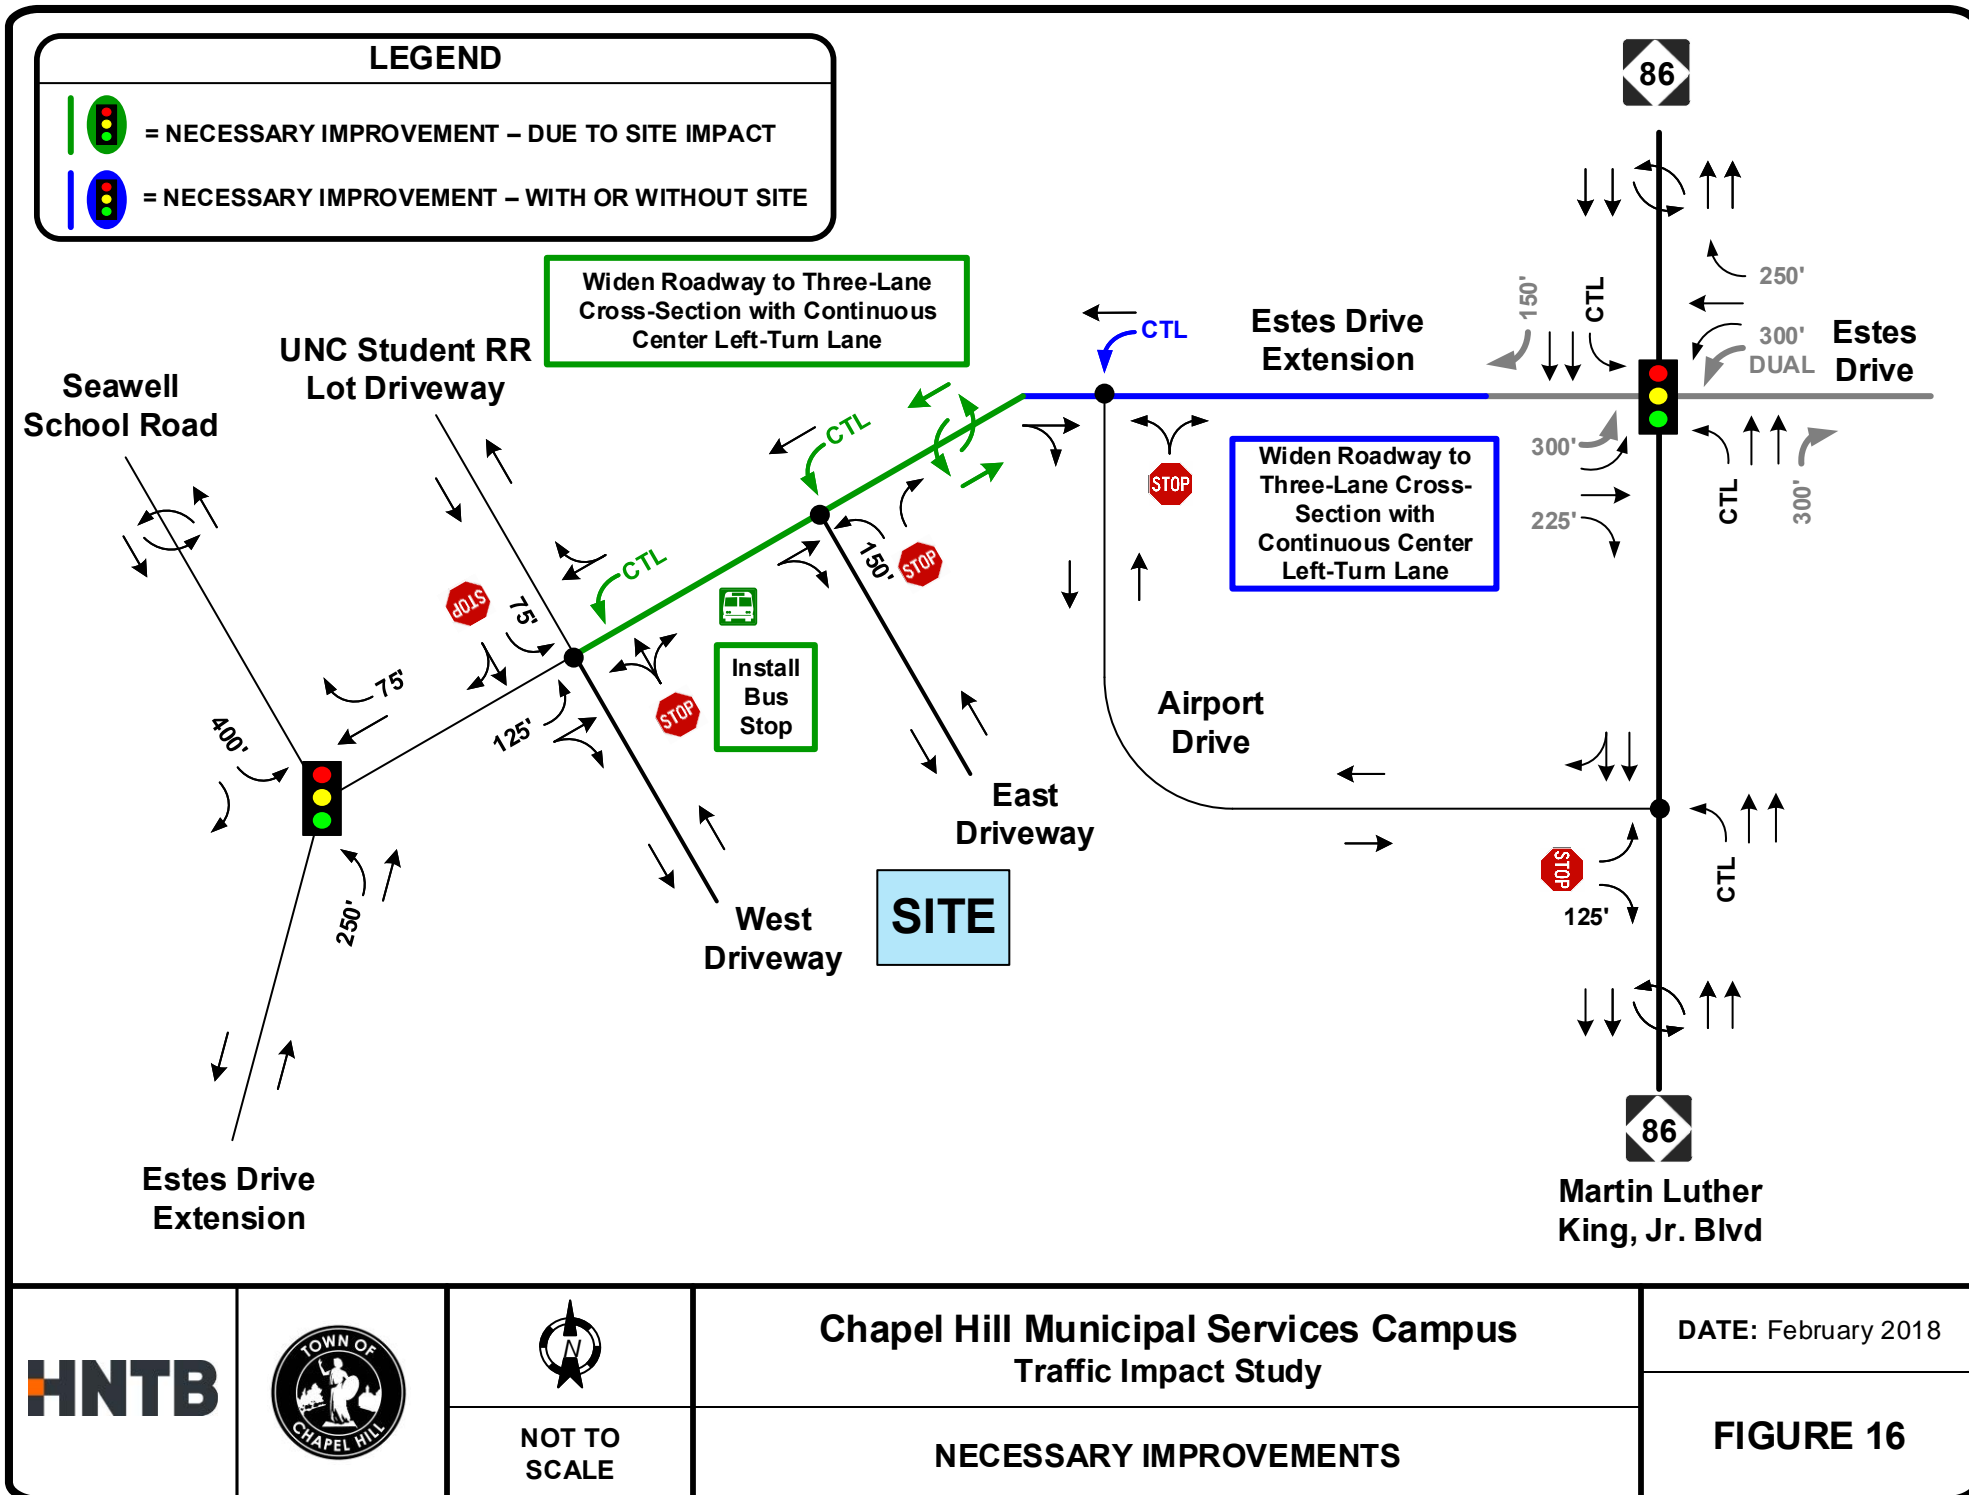 LEGEND
= NECESSARY IMPROVEMENT – DUE TO SITE IMPACT
= NECESSARY IMPROVEMENT – WITH OR WITHOUT SITE
86
Widen Roadway to Three-Lane
Cross-Section with Continuous
Center Left-Turn Lane
UNC Student RR
Lot Driveway
Seawell
School Road
CTL
Estes Drive
Extension
150'
CTL
250'
300'
DUAL
Estes
Drive
CTL
CTL
STOP
150'
STOP
Widen Roadway to
Three-Lane Cross-
Section with
Continuous Center
Left-Turn Lane
300'
225'
CTL
300'
STOP
75'
75'
125'
STOP
Install
Bus
Stop
400'
250'
Airport
Drive
East
Driveway
West
Driveway
SITE
STOP
125'
CTL
86
Estes Drive
Extension
Martin Luther
King, Jr. Blvd
HNTB
TOWN OF
CHAPEL HILL
N
NOT TO
SCALE
Chapel Hill Municipal Services Campus
Traffic Impact Study
NECESSARY IMPROVEMENTS
DATE: February 2018
FIGURE 16